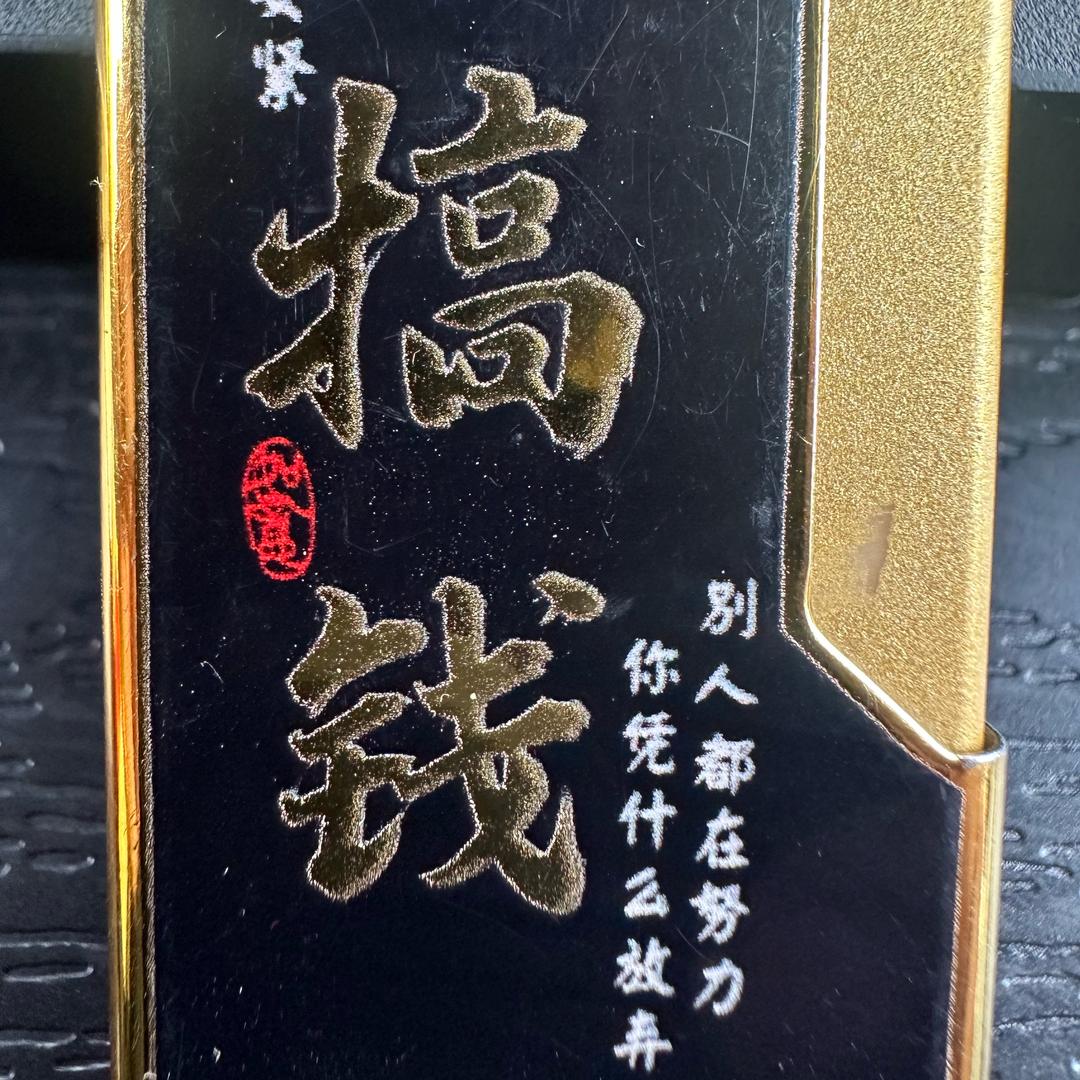 紧
搞钱
别人都在努力
你凭什么放弃